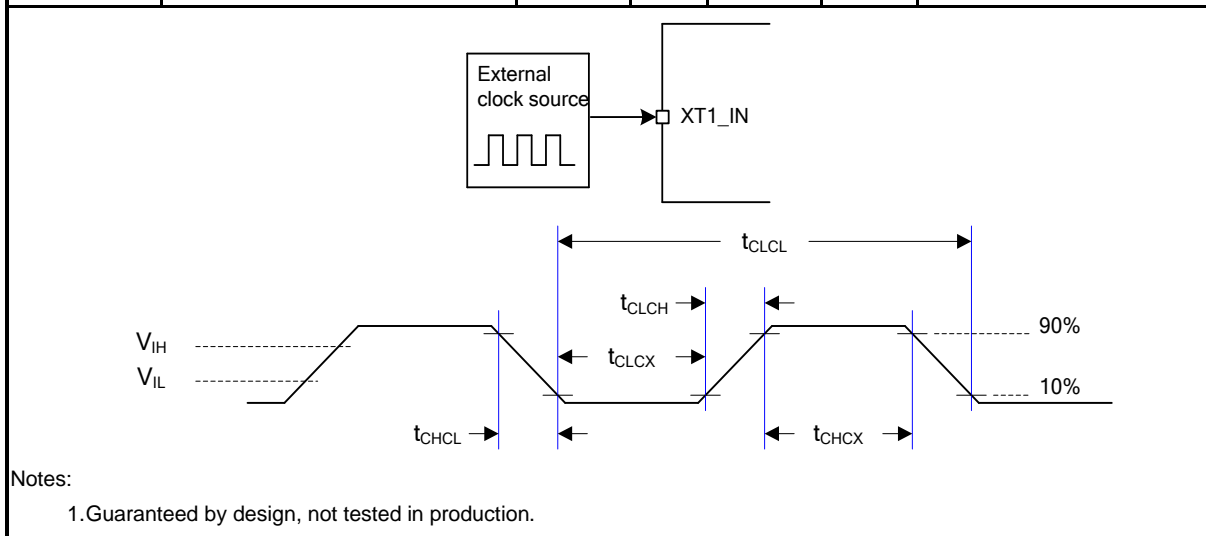 External
clock source
XT1_IN
tCLCL
tCLCH
90%
VIH
tCLCX
VIL
10%
tCHCL
tCHCX
Notes:
1.Guaranteed by design, not tested in production.